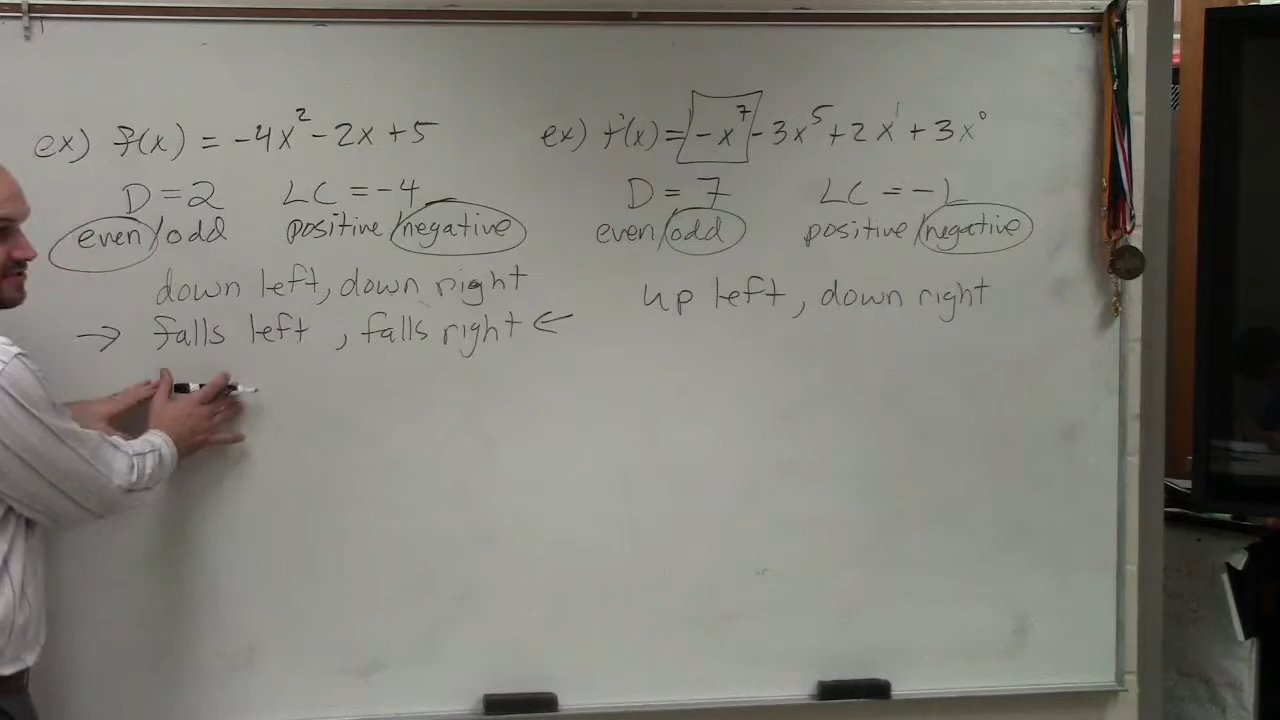 ex) f(x) = -4x² - 2x + 5
D = 2 LC = -4
even/odd positive/negative
down left, down right
→ falls left, falls right ←
ex) f(x) = -x⁷ - 3x⁵ + 2x¹ + 3x⁰
D = 7 LC = -1
even/odd positive/negative
up left, down right